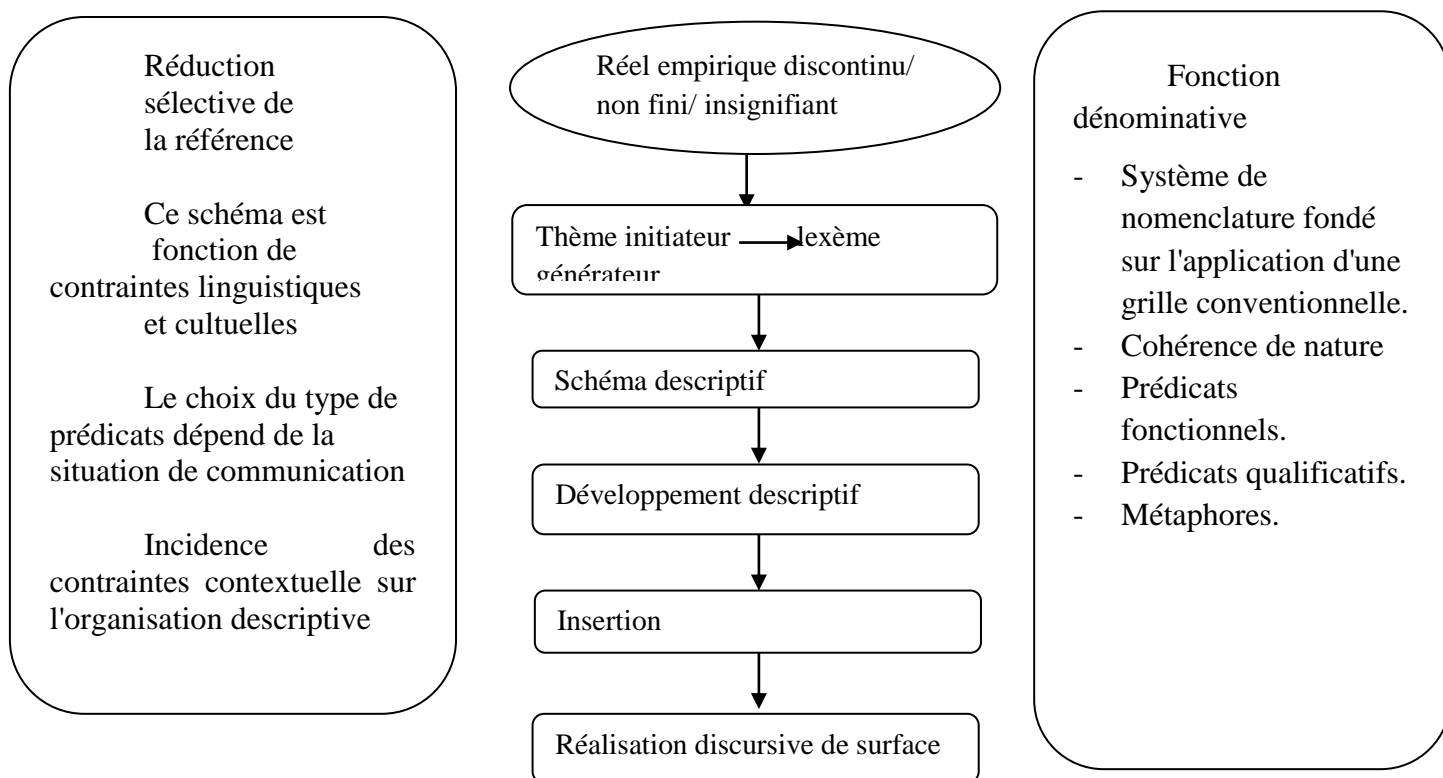 Réduction
sélective de
la référence
Ce schéma est
fonction de
contraintes linguistiques
et cultuelles
Le choix du type de
prédicats dépend de la
situation de communication
Incidence des
contraintes contextuelle sur
l'organisation descriptive
Réel empirique discontinu/
non fini/ insignifiant
Thème initiateur lexème
générateur
Schéma descriptif
Développement descriptif
Insertion
Réalisation discursive de surface
Fonction
dénominative
- Système de
nomenclature fondé
sur l'application d'une
grille conventionnelle.
- Cohérence de nature
- Prédicats
fonctionnels.
- Prédicats qualificatifs.
- Métaphores.